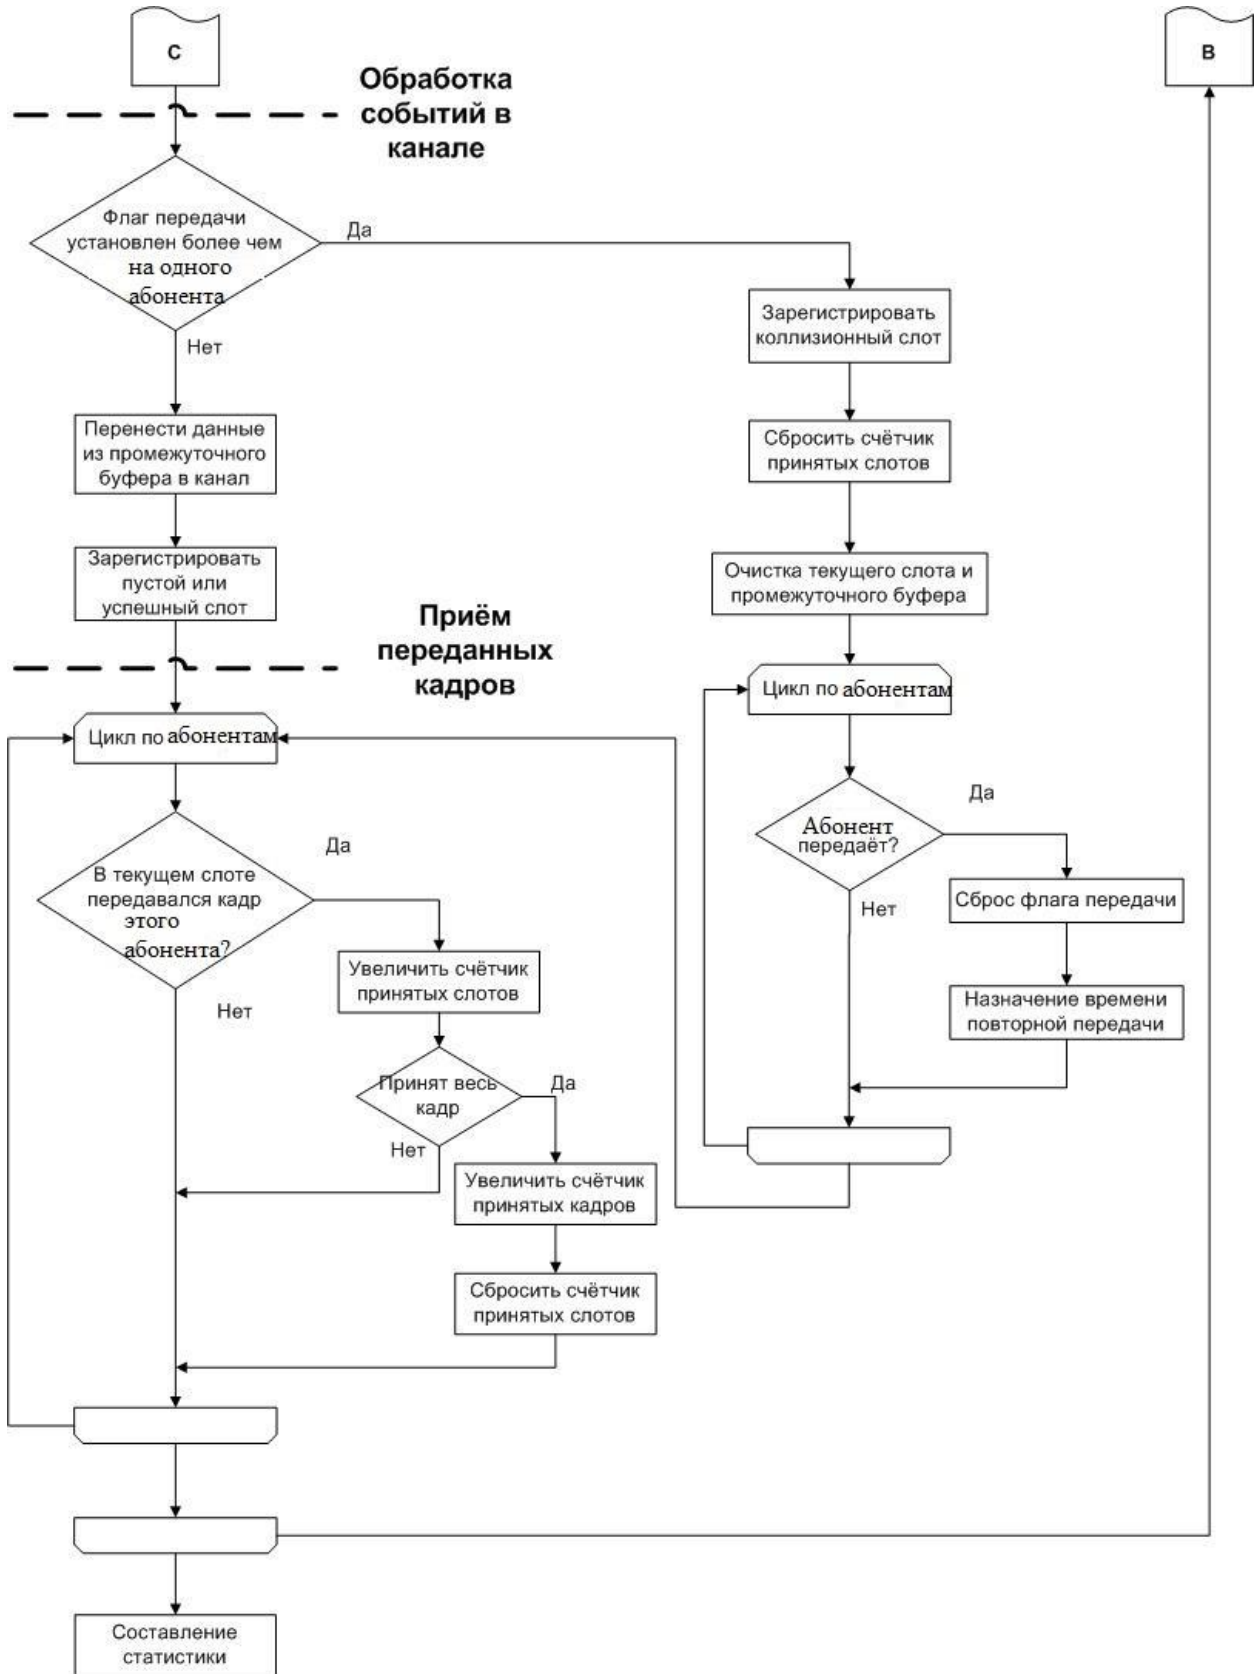 С
В
Обработка
событий в
канале
Флаг передачи
установлен более чем
на одного
абонента
Да
Нет
Зарегистрировать
коллизионный слот
Перенести данные
из промежуточного
буфера в канал
Сбросить счётчик
принятых слотов
Зарегистрировать
пустой или
успешный слот
Очистка текущего слота и
промежуточного буфера
Приём
переданных
кадров
Цикл по абонентам
Цикл по абонентам
Да
Абонент
передаёт?
Нет
Сброс флага передачи
Назначение времени
повторной передачи
В текущем слоте
передавался кадр
этого
абонента?
Да
Нет
Увеличить счётчик
принятых слотов
Принят весь
кадр
Да
Нет
Увеличить счётчик
принятых кадров
Сбросить счётчик
принятых слотов
Составление
статистики